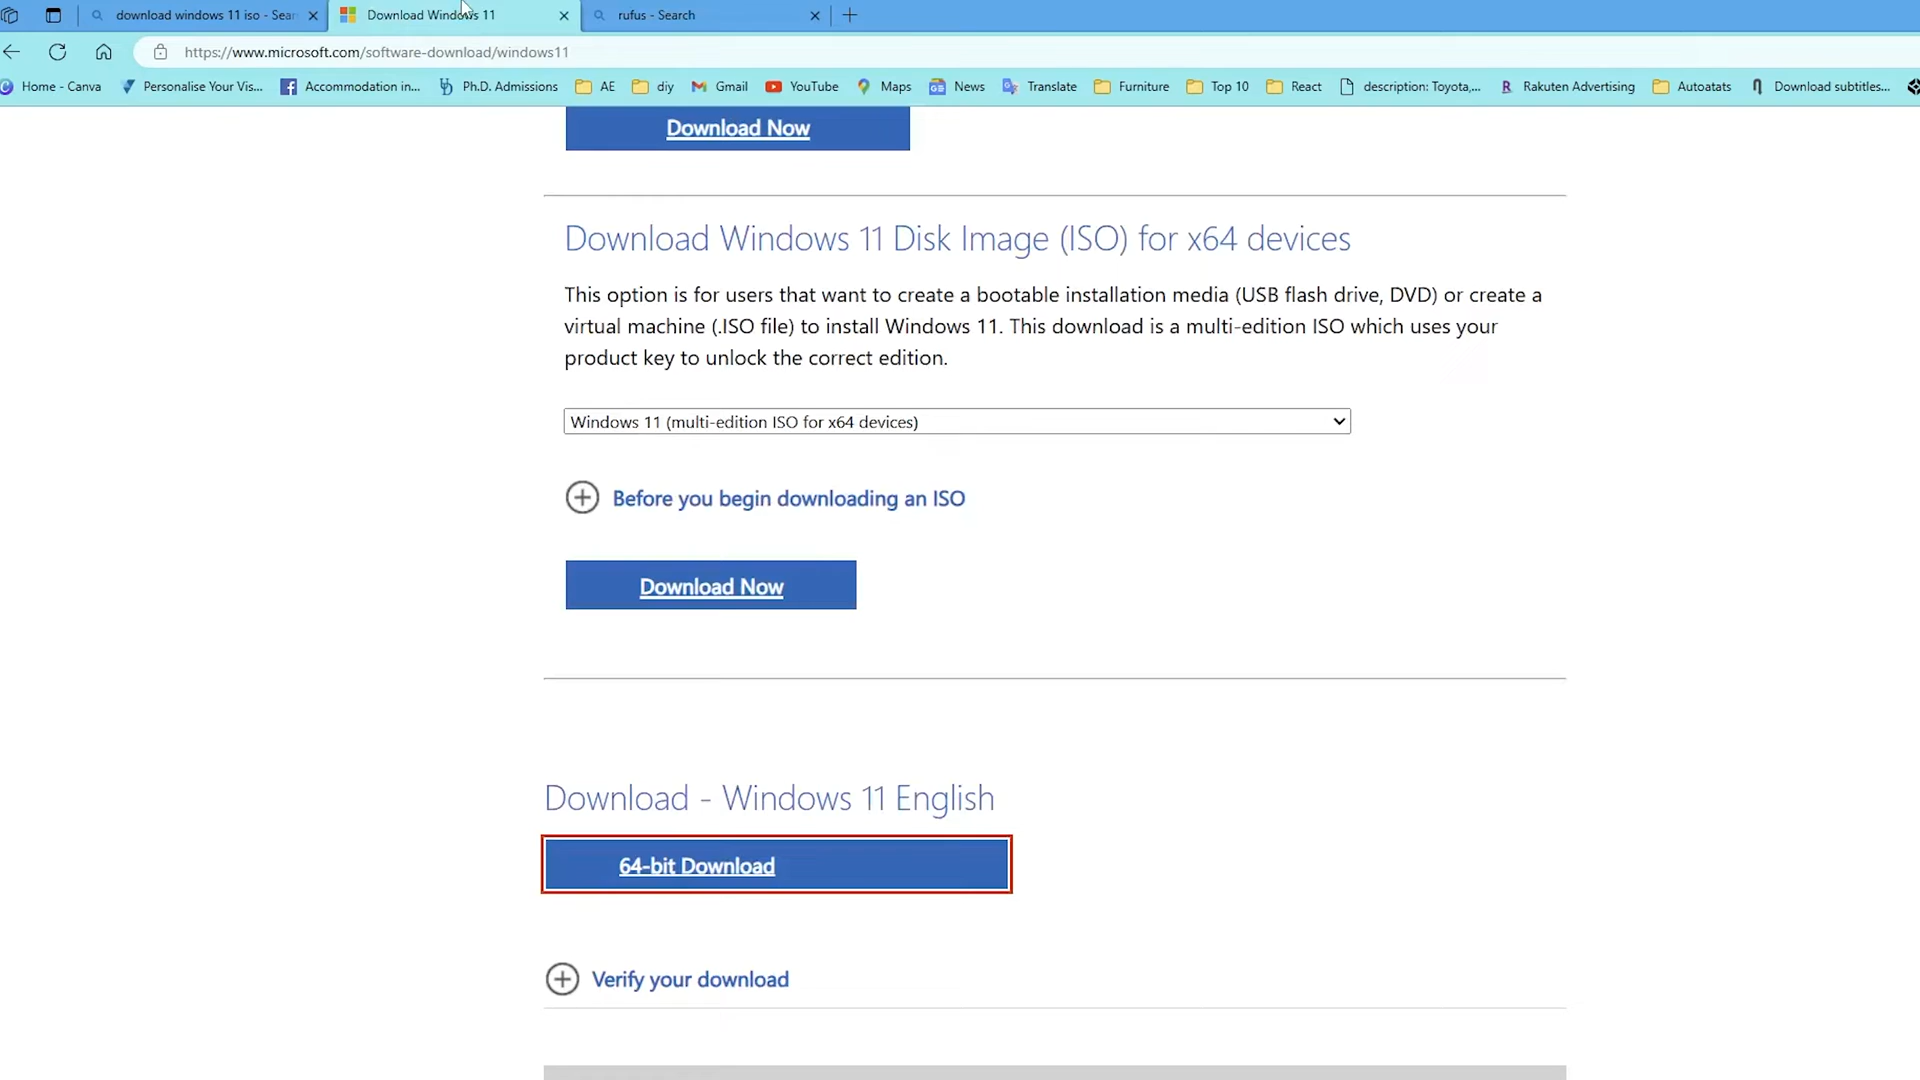 download windows 11 iso - Sear
Download Windows 11
rufus - Search
https://www.microsoft.com/software-download/windows11
Home - Canva
Personalise Your Vis...
Accommodation in...
Ph.D. Admissions
AE
diy
Gmail
YouTube
Maps
News
Translate
Furniture
Top 10
React
description: Toyota,...
Rakuten Advertising
Autoatats
Download subtitles...
Download Now
Download Windows 11 Disk Image (ISO) for x64 devices
This option is for users that want to create a bootable installation media (USB flash drive, DVD) or create a
virtual machine (.ISO file) to install Windows 11. This download is a multi-edition ISO which uses your
product key to unlock the correct edition.
Windows 11 (multi-edition ISO for x64 devices)
Before you begin downloading an ISO
Download Now
Download - Windows 11 English
64-bit Download
Verify your download